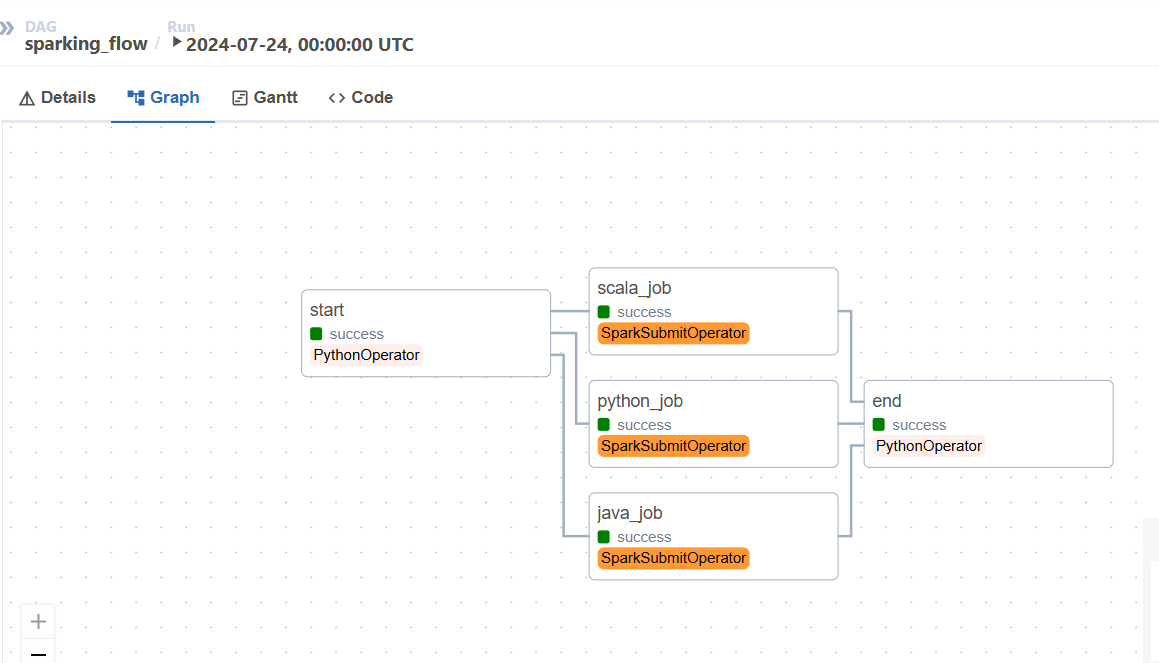 DAG
Run
sparking_flow / 2024-07-24, 00:00:00 UTC
Details Graph Gantt <> Code
start
success
PythonOperator
scala_job
success
SparkSubmitOperator
python_job
success
SparkSubmitOperator
java_job
success
SparkSubmitOperator
end
success
PythonOperator